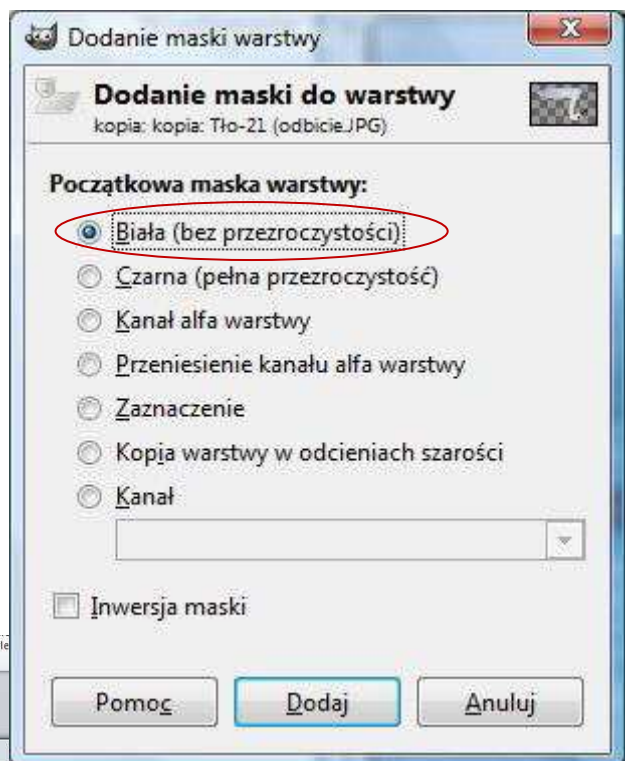 Dodanie maski warstwy
Dodanie maski do warstwy
kopia: kopia: Tło-21 (odbicie.JPG)
Początkowa maska warstwy:
Biała (bez przezroczystości)
Czarna (pełna przezroczystość)
Kanał alfa warstwy
Przeniesienie kanału alfa warstwy
Zaznaczenie
Kopia warstwy w odcieniach szarości
Kanał
Inwersja maski
Pomoc Dodaj Anuluj